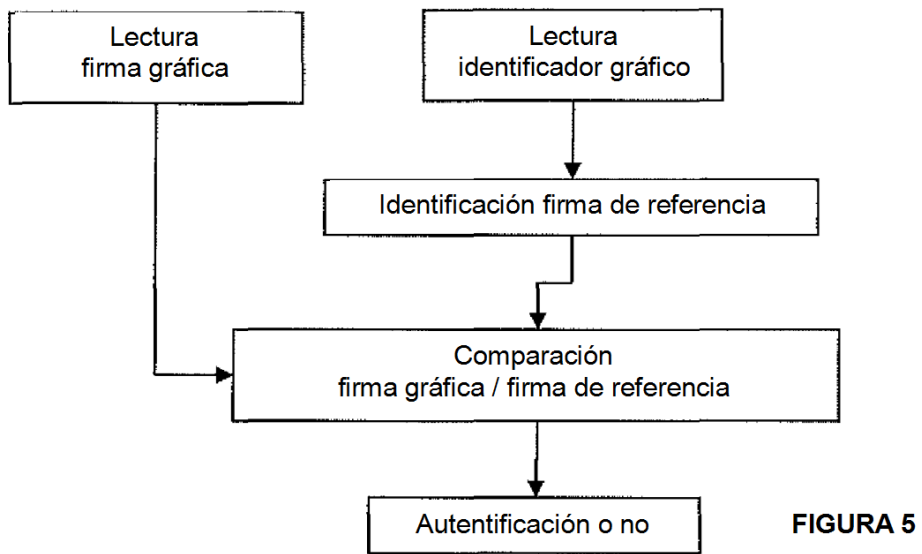 Lectura
firma gráfica
Lectura
identificador gráfico
Identificación firma de referencia
Comparación
firma gráfica / firma de referencia
Autentificación o no
FIGURA 5